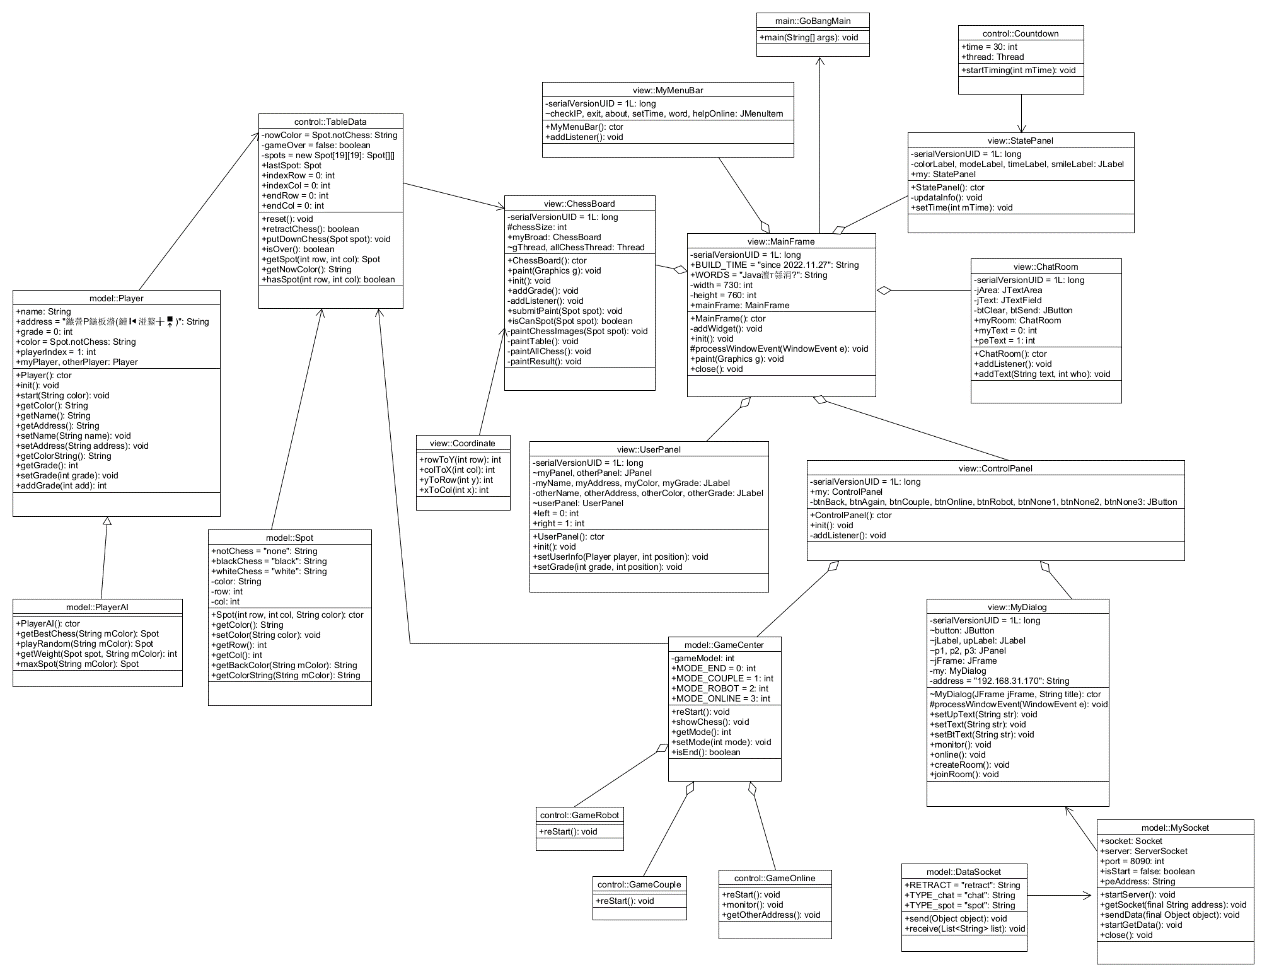 main::GoBangMain
+main(String[] args): void
control::Countdown
+time = 30: int
+thread: Thread
+startTiming(int mTime): void
view::MyMenuBar
-serialVersionUID = 1L: long
~checkIP, exit, about, setTime, word, helpOnline: JMenuItem
+MyMenuBar(): ctor
+addListener(): void
control::TableData
-nowColor = Spot.notChess: String
-gameOver = false: boolean
-spots = new Spot[19][19]: Spot[][]
+lastSpot: Spot
+indexRow = 0: int
+indexCol = 0: int
+endRow = 0: int
+endCol = 0: int
+reset(): void
+retractChess(): boolean
+putDownChess(Spot spot): void
+isOver(): boolean
+getSpot(int row, int col): Spot
+getNowColor(): String
+hasSpot(int row, int col): boolean
view::StatePanel
-serialVersionUID = 1L: long
-colorLabel, modeLabel, timeLabel, smileLabel: JLabel
+my: StatePanel
+StatePanel(): ctor
-updataInfo(): void
+setTime(int mTime): void
view::ChessBoard
-serialVersionUID = 1L: long
#chessSize: int
+myBroad: ChessBoard
~gThread, allChessThread: Thread
+ChessBoard(): ctor
+paint(Graphics g): void
+init(): void
+addGrade(): void
-addListener(): void
+submitPaint(Spot spot): void
+isCanSpot(Spot spot): boolean
-paintChessImages(Spot spot): void
-paintTable(): void
-paintAllChess(): void
-paintResult(): void
view::MainFrame
-serialVersionUID = 1L: long
+BUILD_TIME = "since 2022.11.27": String
+WORDS = "Java
?": String
-width = 730: int
-height = 760: int
+mainFrame: MainFrame
+MainFrame(): ctor
-addWidget(): void
+init(): void
#processWindowEvent(WindowEvent e): void
+paint(Graphics g): void
+close(): void
view::ChatRoom
-serialVersionUID = 1L: long
-jArea: JTextArea
-jText: JTextField
-btClear, btSend: JButton
+myRoom: ChatRoom
+myText = 0: int
+peText = 1: int
+ChatRoom(): ctor
+addListener(): void
+addText(String text, int who): void
model::Player
+name: String
+address = "
)": String
+grade = 0: int
+color = Spot.notChess: String
+playerIndex = 1: int
+myPlayer, otherPlayer: Player
+Player(): ctor
+init(): void
+start(String color): void
+getColor(): String
+getName(): String
+getAddress(): String
+setName(String name): void
+setAddress(String address): void
+getColorString(): String
+getGrade(): int
+setGrade(int grade): void
+addGrade(int add): int
view::Coordinate
+rowToY(int row): int
+colToX(int col): int
+yToRow(int y): int
+xToCol(int x): int
view::UserPanel
-serialVersionUID = 1L: long
~myPanel, otherPanel: JPanel
-myName, myAddress, myColor, myGrade: JLabel
-otherName, otherAddress, otherColor, otherGrade: JLabel
~userPanel: UserPanel
+left = 0: int
+right = 1: int
+UserPanel(): ctor
+init(): void
+setUserInfo(Player player, int position): void
+setGrade(int grade, int position): void
view::ControlPanel
-serialVersionUID = 1L: long
+my: ControlPanel
-btnBack, btnAgain, btnCouple, btnOnline, btnRobot, btnNone1, btnNone2, btnNone3: JButton
+ControlPanel(): ctor
+init(): void
-addListener(): void
model::Spot
+notChess = "none": String
+blackChess = "black": String
+whiteChess = "white": String
-color: String
-row: int
-col: int
+Spot(int row, int col, String color): ctor
+getColor(): String
+setColor(String color): void
+getRow(): int
+getCol(): int
+getBackColor(String mColor): String
+getColorString(String mColor): String
model::PlayerAI
+PlayerAI(): ctor
+getBestChess(String mColor): Spot
+playRandom(String mColor): Spot
+getWeight(Spot spot, String mColor): int
+maxSpot(String mColor): Spot
view::MyDialog
-serialVersionUID = 1L: long
~button: JButton
~jLabel, upLabel: JLabel
~p1, p2, p3: JPanel
~jFrame: JFrame
-my: MyDialog
-address = "192.168.31.170": String
~MyDialog(JFrame jFrame, String title): ctor
#processWindowEvent(WindowEvent e): void
+setUpText(String str): void
+setText(String str): void
+setBtText(String str): void
+monitor(): void
+online(): void
+createRoom(): void
+joinRoom(): void
model::GameCenter
-gameModel: int
+MODE_END = 0: int
+MODE_COUPLE = 1: int
+MODE_ROBOT = 2: int
+MODE_ONLINE = 3: int
+reStart(): void
+showChess(): void
+getMode(): int
+setMode(int mode): void
+isEnd(): boolean
control::GameRobot
+reStart(): void
control::GameCouple
+reStart(): void
control::GameOnline
+reStart(): void
+monitor(): void
+getOtherAddress(): void
model::MySocket
+socket: Socket
+server: ServerSocket
+port = 8090: int
+isStart = false: boolean
+peAddress: String
+startServer(): void
+getSocket(final String address): void
+sendData(final Object object): void
+startGetData(): void
+close(): void
model::DataSocket
+RETRACT = "retract": String
+TYPE_chat = "chat": String
+TYPE_spot = "spot": String
+send(Object object): void
+receive(List<String> list): void